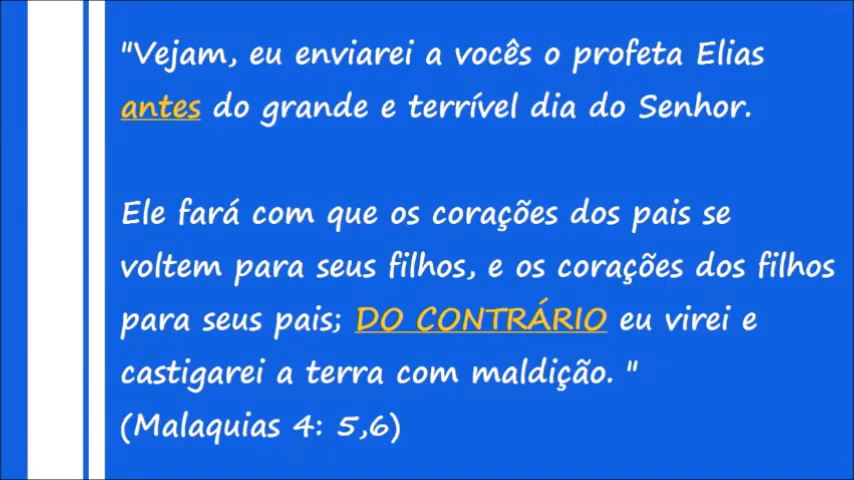 "Vejam, eu enviarei a vocês o profeta Elias
antes do grande e terrível dia do Senhor.
Ele fará com que os corações dos pais se
voltem para seus filhos, e os corações dos filhos
para seus pais; DO CONTRÁRIO eu virei e
castigarei a terra com maldição. "
(Malaquias 4: 5,6)